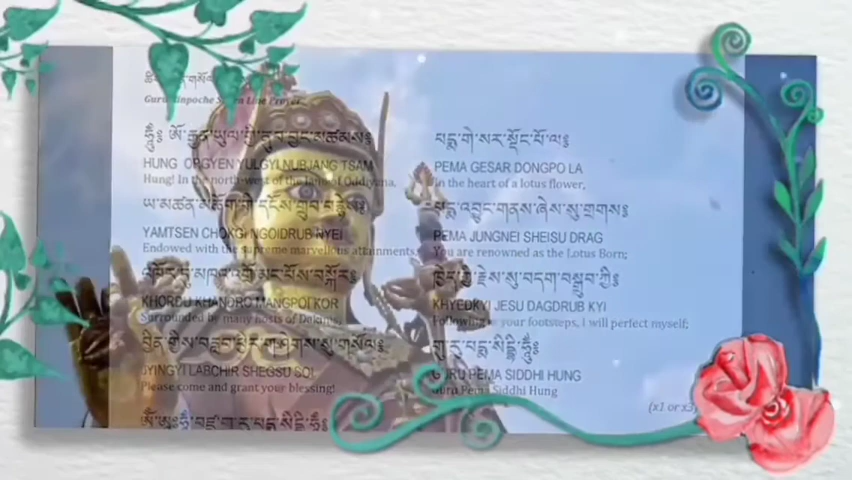 Seven Line Prayer
ཧཱུྃ༔ ཨོ་རྒྱན་ཡུལ་གྱི་ནུབ་བྱང་མཚམས༔
པདྨ་གེ་སར་སྡོང་པོ་ལ༔
HUNG ORGYEN YULGYI NUBJANG TSAM
PEMA GESAR DONGPO LA
Hung! In the north-west of the land of Oddiyana,
in the heart of a lotus flower,
ཡ་མཚན་མཆོག་གི་དངོས་གྲུབ་བརྙེས༔
པདྨ་འབྱུང་གནས་ཞེས་སུ་གྲགས༔
YAMTSEN CHOKGI NGOIDRUB NYEI
PEMA JUNGNEI SHEISU DRAG
Endowed with the supreme marvellous attainments,
You are renowned as the Lotus Born;
འཁོར་དུ་མཁའ་འགྲོ་མང་པོས་བསྐོར༔
ཁྱེད་ཀྱི་རྗེས་སུ་བདག་བསྒྲུབ་ཀྱི༔
KHORDU KHANDRO MANGPOI KOR
KHYEDKYI JESU DAGDRUB KYI
Surrounded by many hosts of Dakinis,
Following in your footsteps, I will perfect myself;
བྱིན་གྱིས་བརླབ་ཕྱིར་གཤེགས་སུ་གསོལ༔
གུ་རུ་པདྨ་སིདྡྷི་ཧཱུྃ༔
JYINGYI LABCHIR SHEGSU SOL
GURU PEMA SIDDHI HUNG
Please come and grant your blessing!
Guru Pema Siddhi Hung
(x1 or x3)